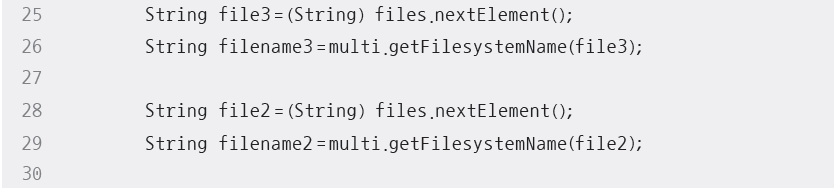 25 String file3=(String) files.nextElement();
26 String filename3=multi.getFilesystemName(file3);
27
28 String file2=(String) files.nextElement();
29 String filename2=multi.getFilesystemName(file2);
30